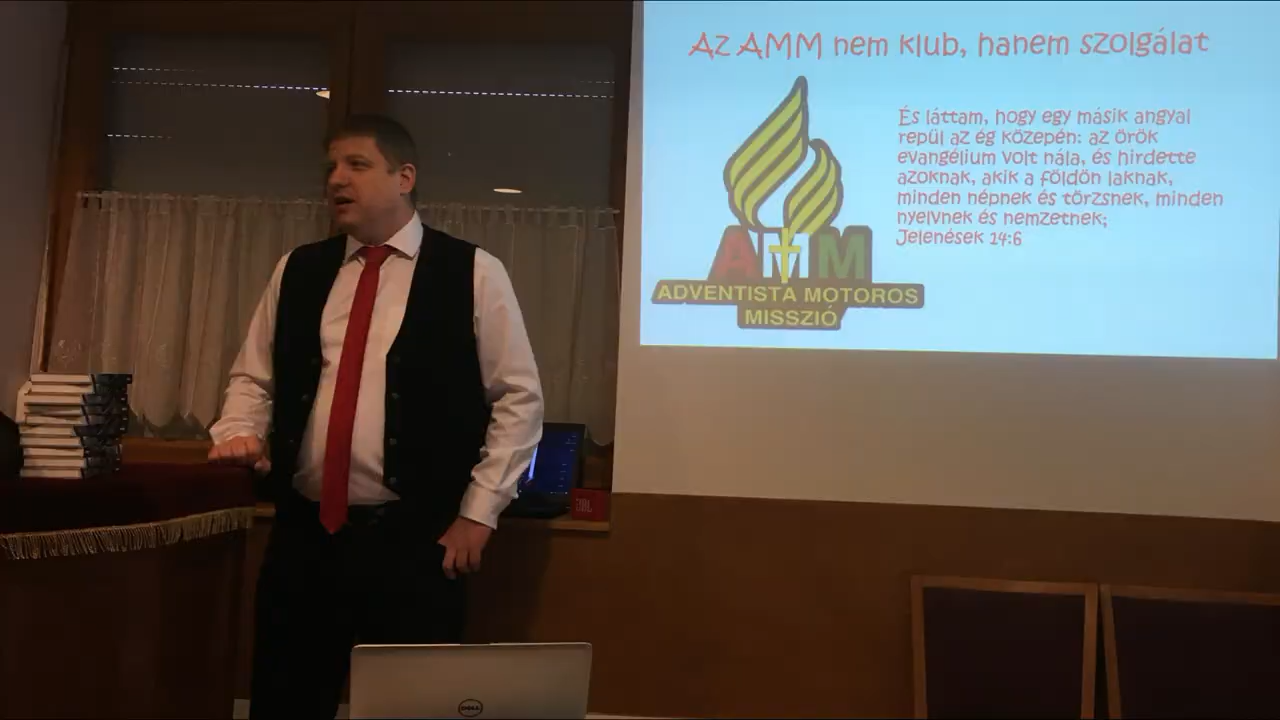 Az AMM nem klub, hanem szolgálat
És láttam, hogy egy másik angyal
repül az ég közepén: az örök
evangélium volt nála, és hirdette
azoknak, akik a földön laknak,
minden népnek és törzsnek, minden
nyelvnek és nemzetnek;
Jelenések 14:6
AMM
ADVENTISTA MOTOROS
MISSZIÓ
JBL
DELL